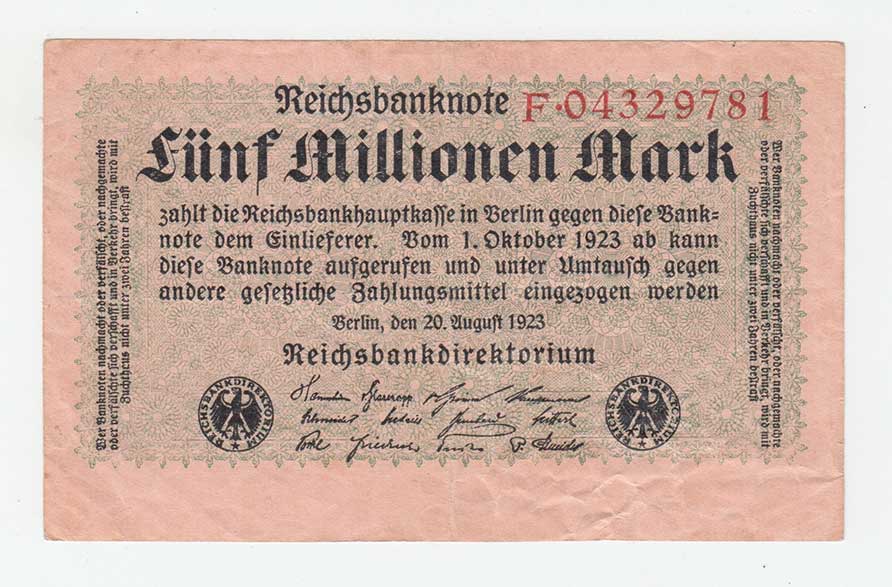 Reichsbanknote F·04329781
Fünf Millionen Mark
zahlt die Reichsbankhauptkasse in Berlin gegen diese Bank=
note dem Einlieferer. Vom 1. Oktober 1923 ab kann
diese Banknote aufgerufen und unter Umtausch gegen
andere gesetzliche Zahlungsmittel eingezogen werden
Berlin, den 20. August 1923
Reichsbankdirektorium
REICHSBANKDIREKTORIUM
REICHSBANKDIREKTORIUM
Wer Banknoten nachmacht oder verfälscht, oder nachgemachte
oder verfälschte sich verschafft und in Verkehr bringt, wird mit
Zuchthaus nicht unter zwei Jahren bestraft
Wer Banknoten nachmacht oder verfälscht, oder nachgemachte
oder verfälschte sich verschafft und in Verkehr bringt, wird mit
Zuchthaus nicht unter zwei Jahren bestraft